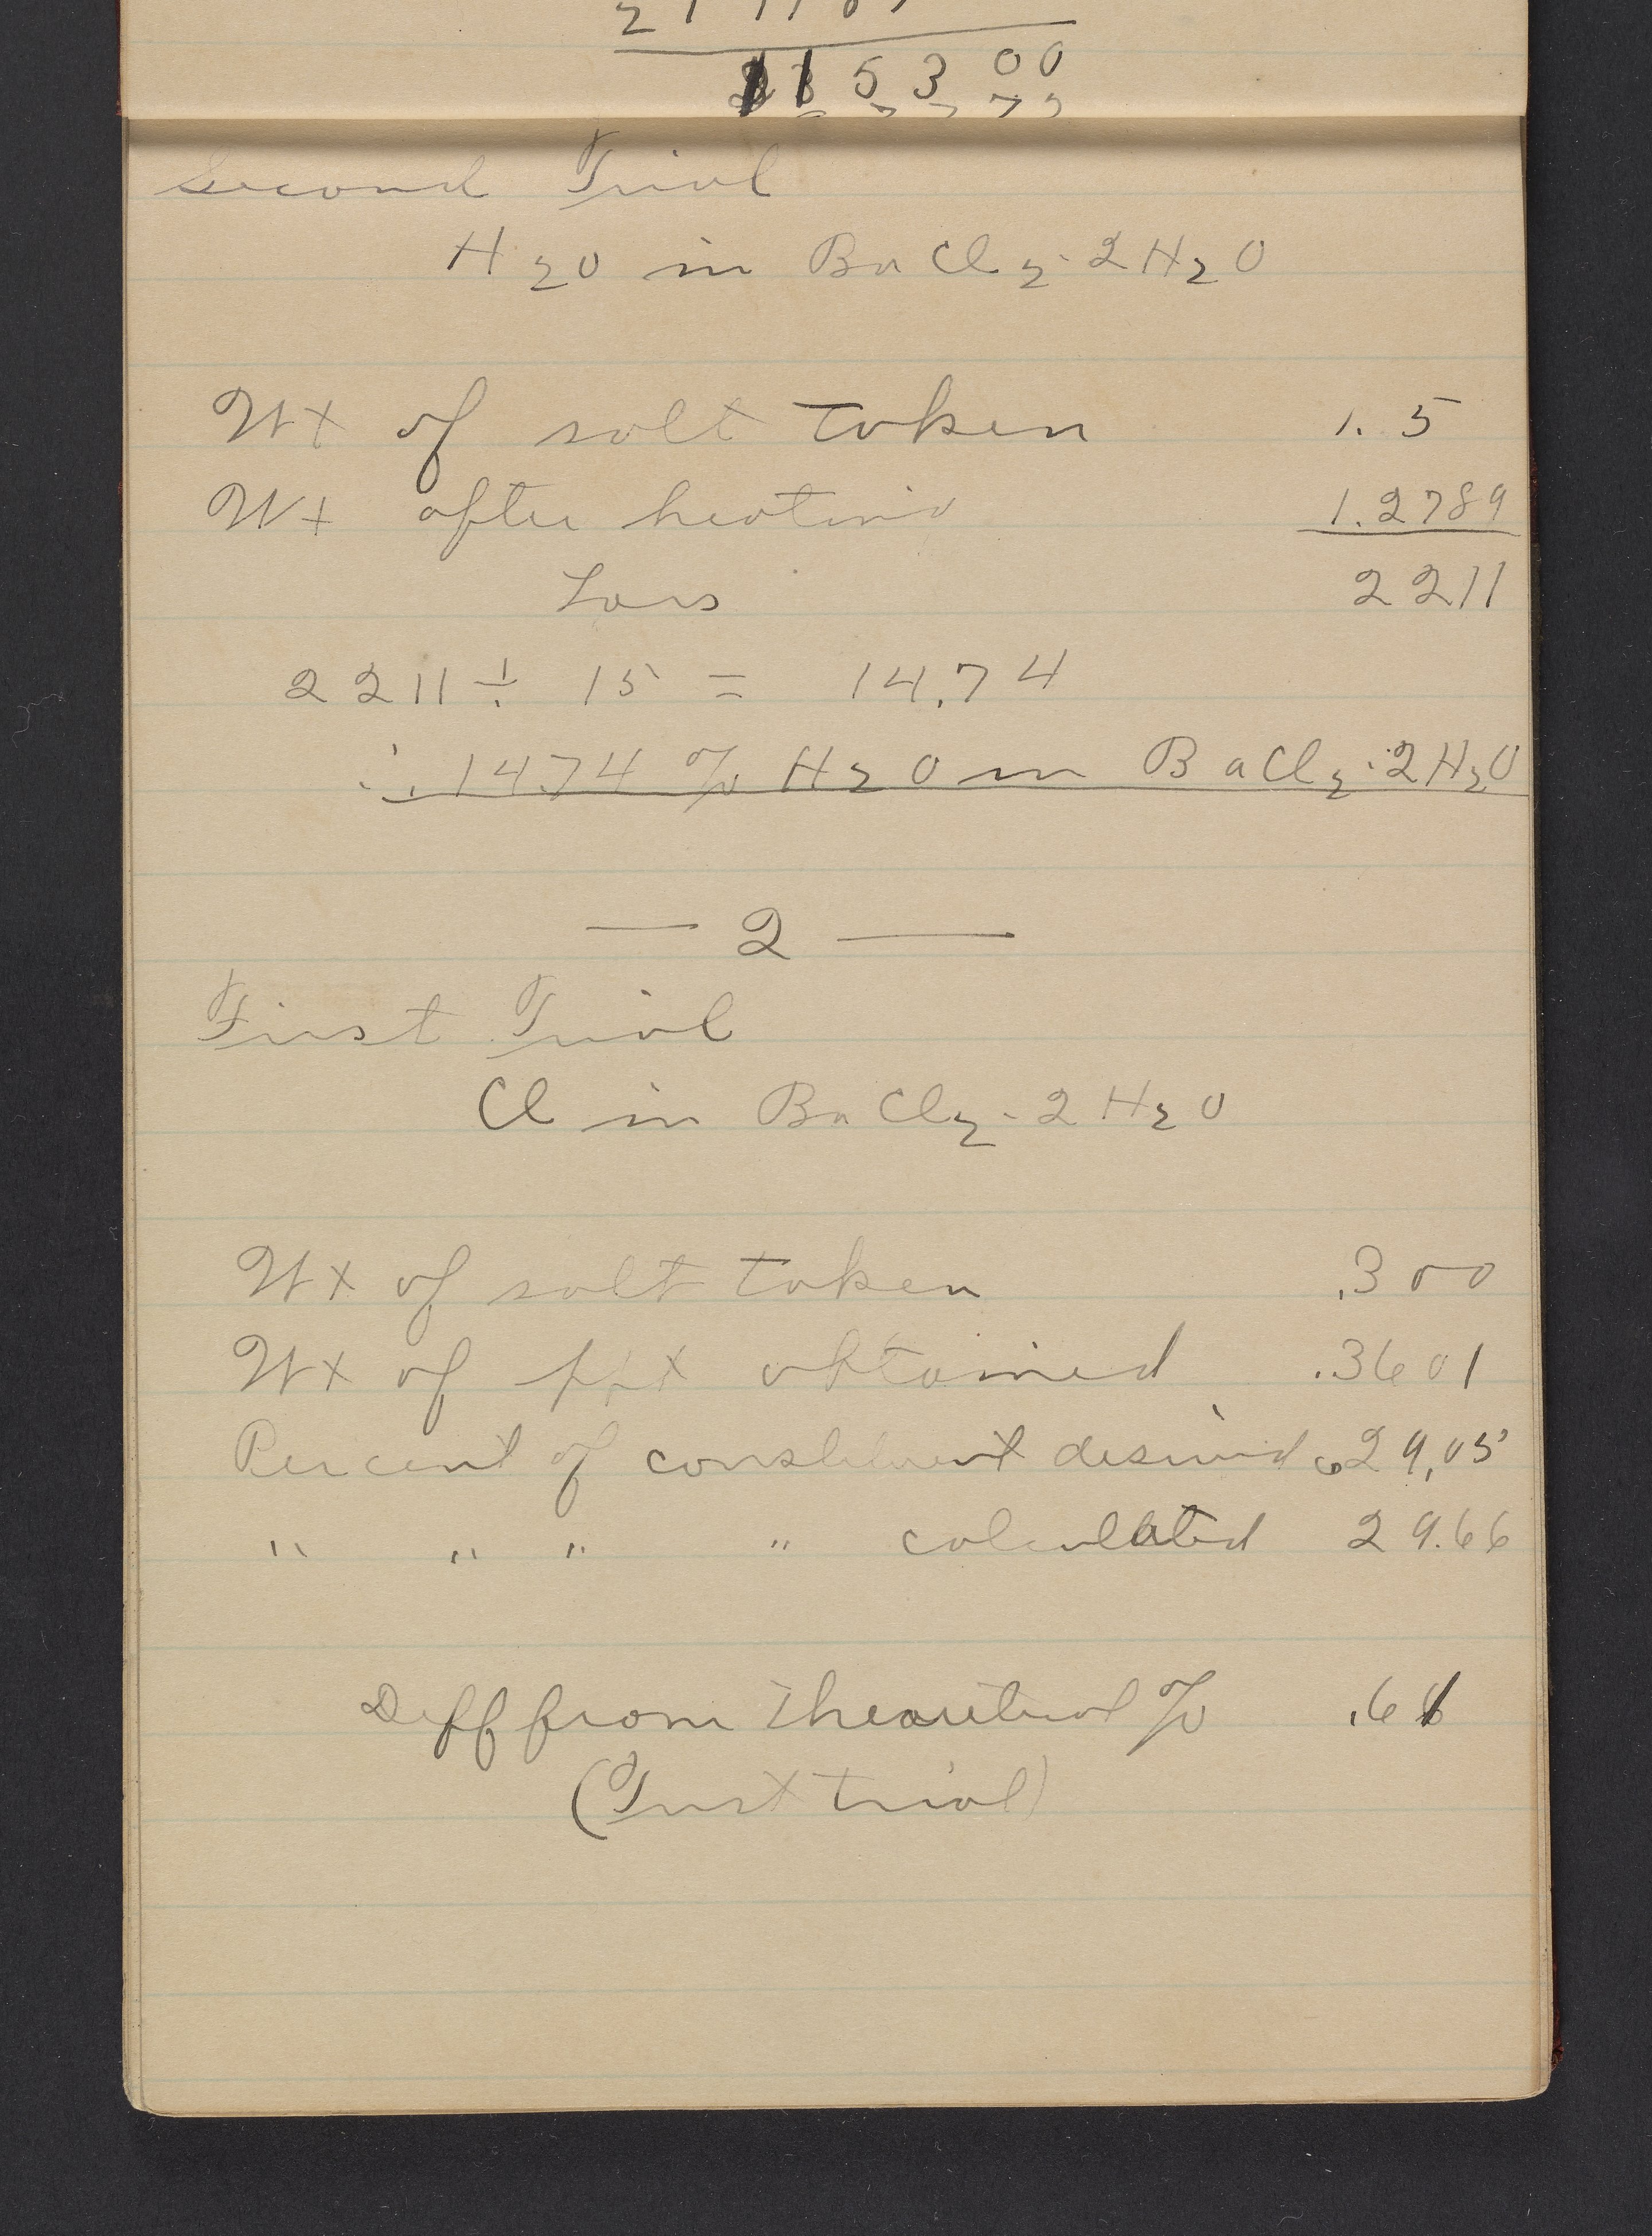 1153 00
Second Trial
H2O in BaCl2·2H2O
Wt of salt taken 1.5
Wt after heating 1.2789
Loss 2211
2211 ÷ 15 = 14.74
∴ 14.74 % H2O in BaCl2·2H2O
— 2 —
First Trial
Cl in BaCl2·2H2O
Wt of salt taken .300
Wt of ppt obtained .3601
Percent of constituent desired 29.05
" " " " calculated 29.66
Diff from theoretical % .61
(First trial)